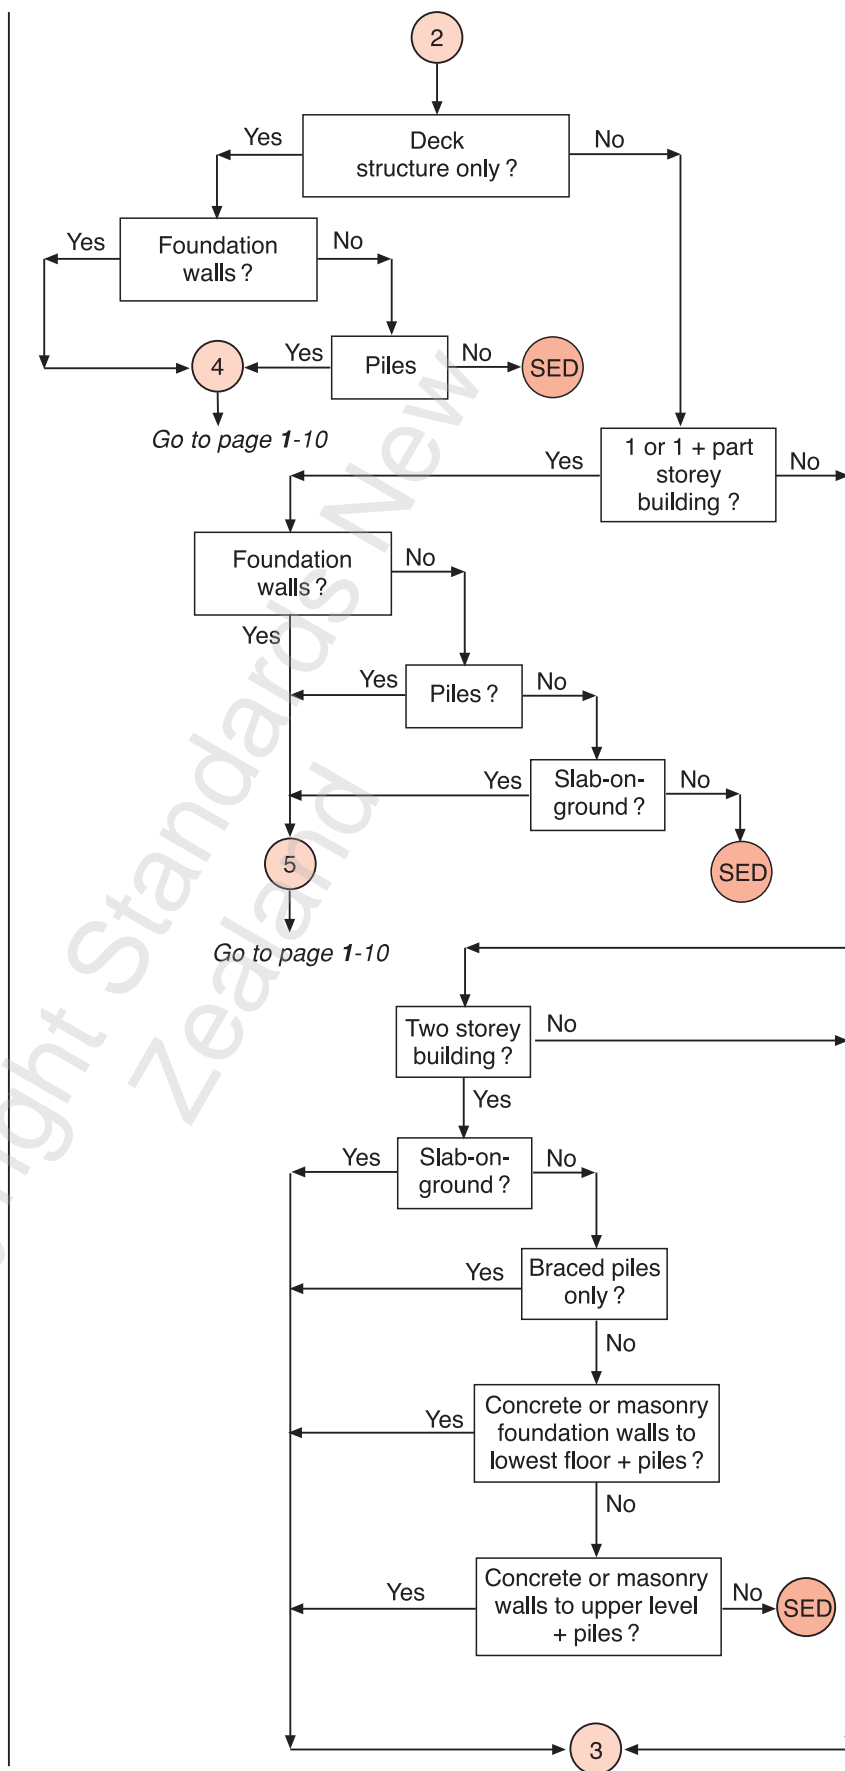 2
Yes
Deck
structure only ?
No
Yes
Foundation
walls ?
No
4
Yes
Piles
No
SED
Go to page 1-10
Yes
1 or 1 + part
storey
building ?
No
Foundation
walls ?
No
Yes
Yes
Piles ?
No
Yes
Slab-on-
ground ?
No
5
SED
Go to page 1-10
Two storey
building ?
No
Yes
Yes
Slab-on-
ground ?
No
Yes
Braced piles
only ?
No
Yes
Concrete or masonry
foundation walls to
lowest floor + piles ?
No
Yes
Concrete or masonry
walls to upper level
+ piles ?
No
SED
3
right Standards New
Zealand